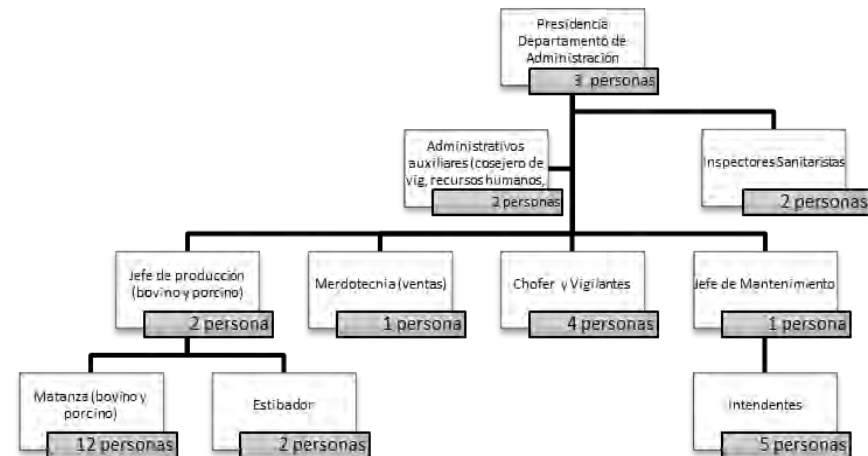 Presidencia
Departamento de
Administración
3 personas
Administrativos
auxiliares (cosejero de
vig, recursos humanos,
2 personas
Inspectores Sanitaristas
2 personas
Jefe de producción
(bovino y porcino)
2 persona
Merdotecnia (ventas)
1 persona
Chofer y Vigilantes
4 personas
Jefe de Mantenimiento
1 persona
Matanza (bovino y
porcino)
12 personas
Estibador
2 personas
Intendentes
5 personas